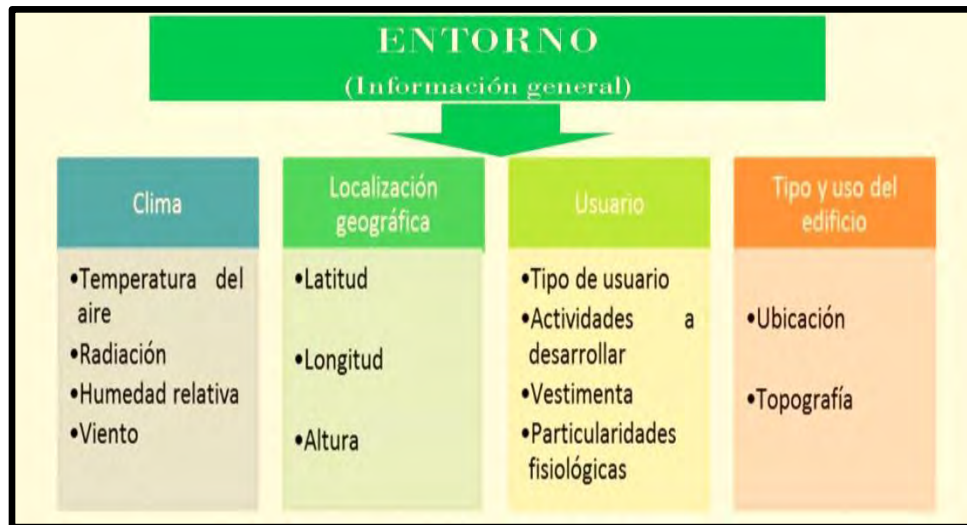 ENTORNO
(Información general)
Clima
•Temperatura del
aire
•Radiación
•Humedad relativa
•Viento
Localización
geográfica
•Latitud
•Longitud
•Altura
Usuario
•Tipo de usuario
•Actividades a
desarrollar
•Vestimenta
•Particularidades
fisiológicas
Tipo y uso del
edificio
•Ubicación
•Topografía